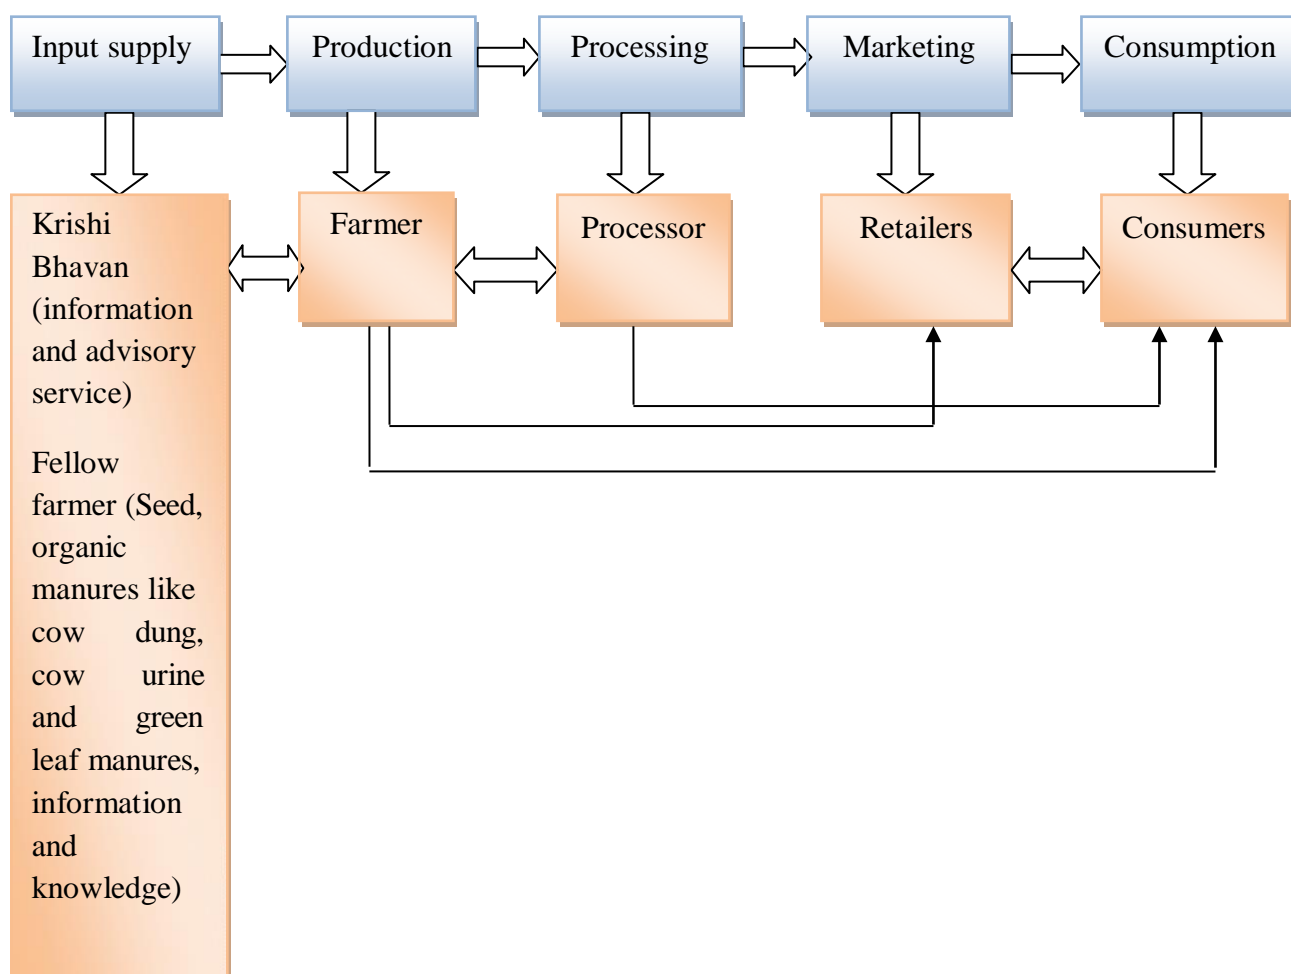 Input supply
Production
Processing
Marketing
Consumption
Krishi
Bhavan
(information
and advisory
service)
Fellow
farmer (Seed,
organic
manures like
cow dung,
cow urine
and green
leaf manures,
information
and
knowledge)
Farmer
Processor
Retailers
Consumers